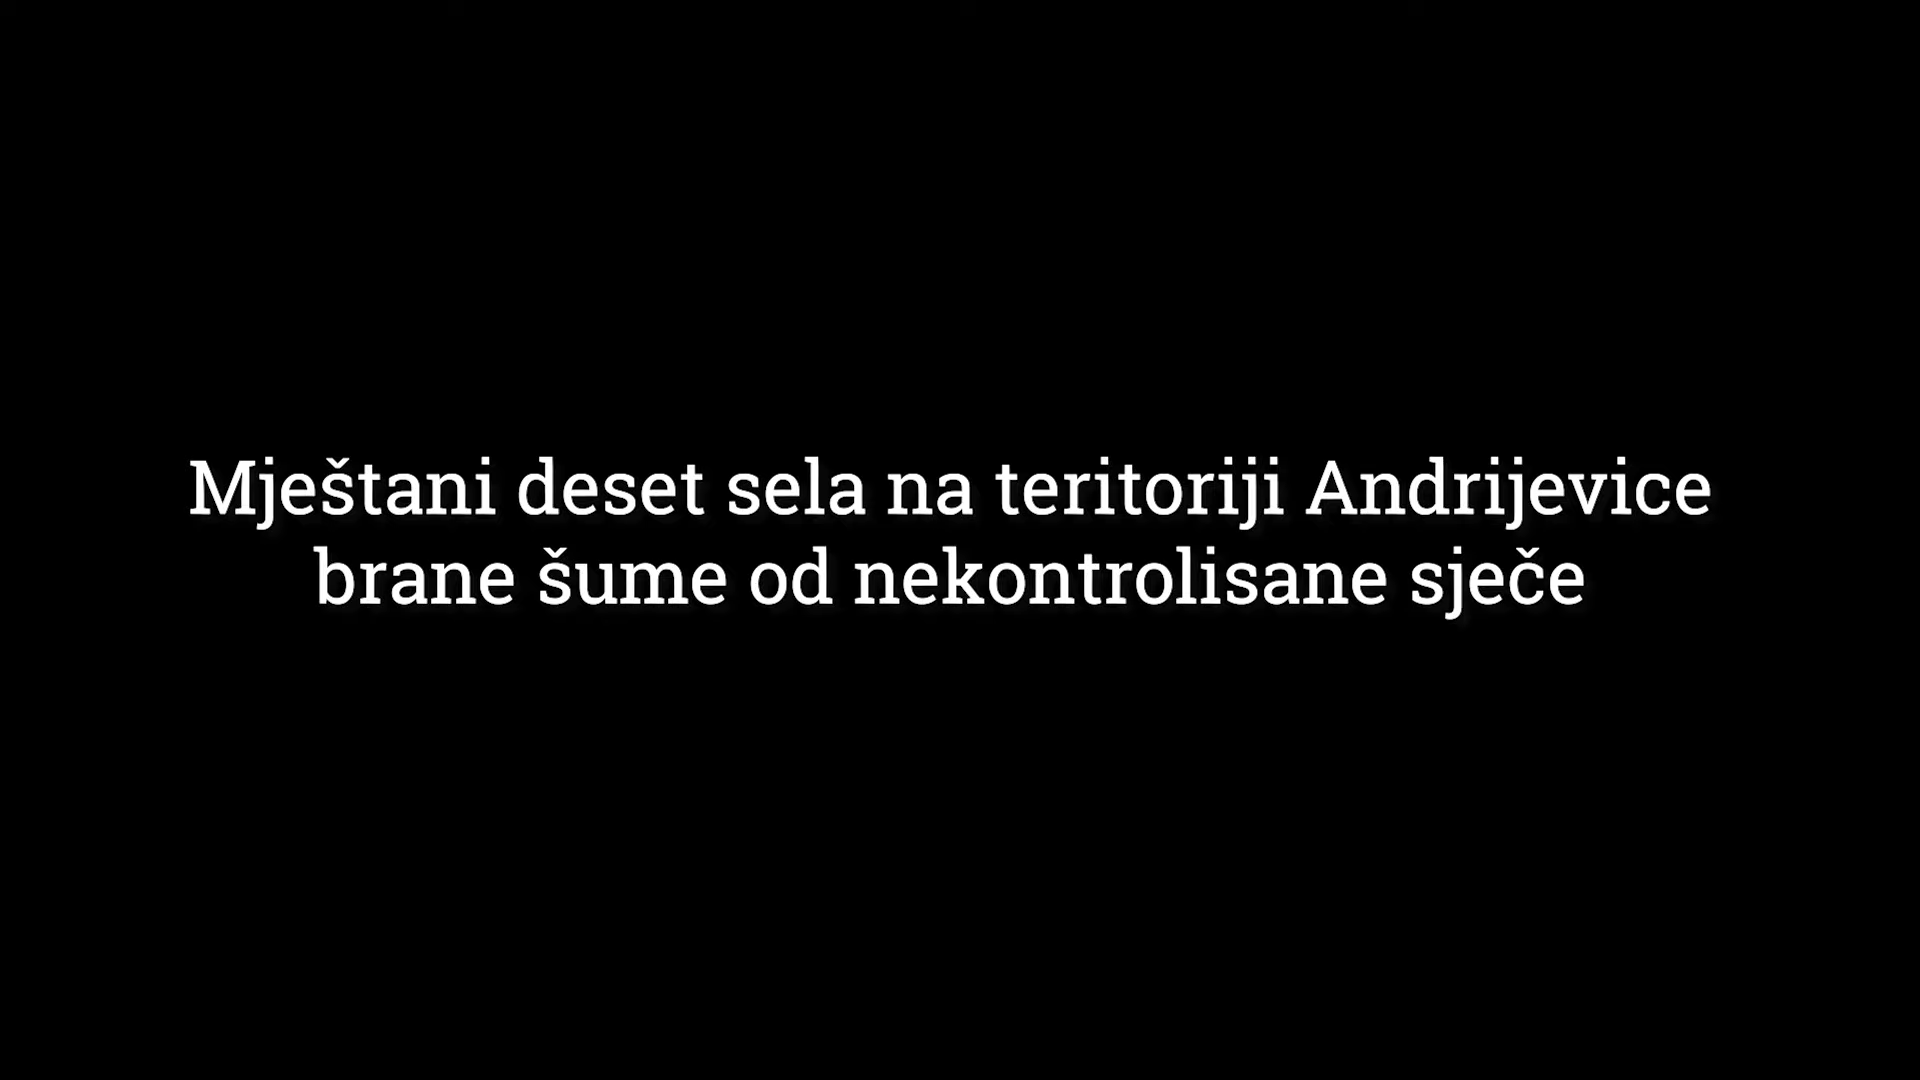 Mještani deset sela na teritoriji Andrijevice
brane šume od nekontrolisane sječe